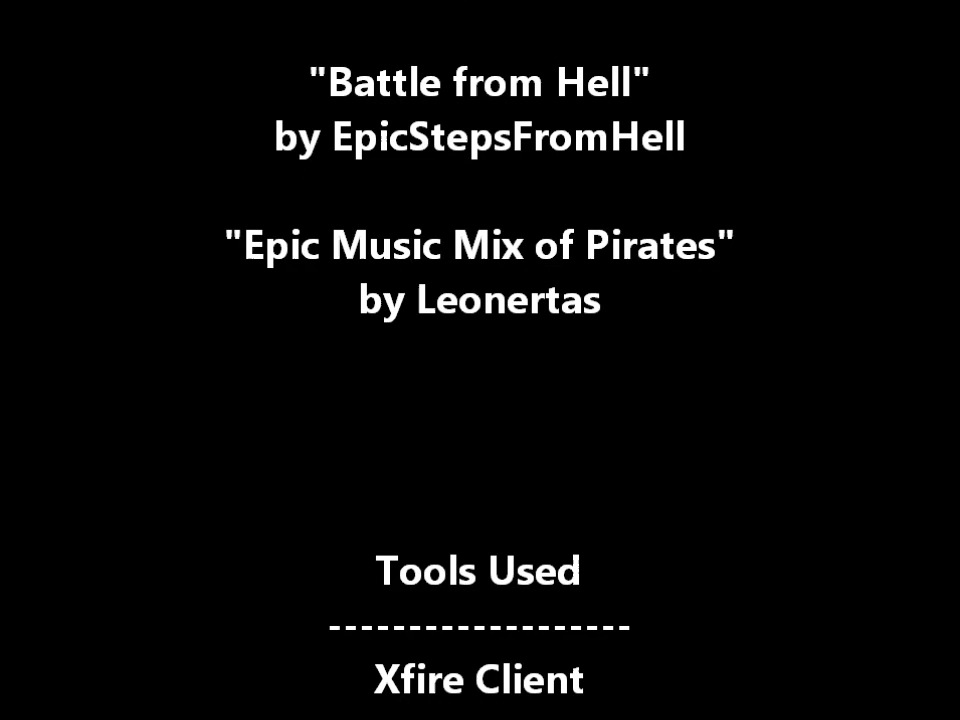 "Battle from Hell"
by EpicStepsFromHell
"Epic Music Mix of Pirates"
by Leonertas
Tools Used
-------------------
Xfire Client